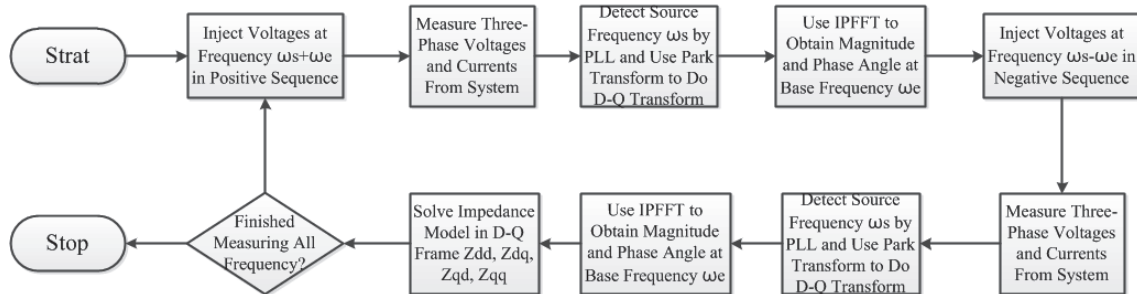 Strat
Inject Voltages at
Frequency ωs+ωe
in Positive Sequence
Measure Three-
Phase Voltages
and Currents
From System
Detect Source
Frequency ωs by
PLL and Use Park
Transform to Do
D-Q Transform
Use IPFFT to
Obtain Magnitude
and Phase Angle at
Base Frequency ωe
Inject Voltages at
Frequency ωs-ωe in
Negative Sequence
Measure Three-
Phase Voltages
and Currents
From System
Detect Source
Frequency ωs by
PLL and Use Park
Transform to Do
D-Q Transform
Use IPFFT to
Obtain Magnitude
and Phase Angle at
Base Frequency ωe
Solve Impedance
Model in D-Q
Frame Zdd, Zdq,
Zqd, Zqq
Finished
Measuring All
Frequency?
Stop